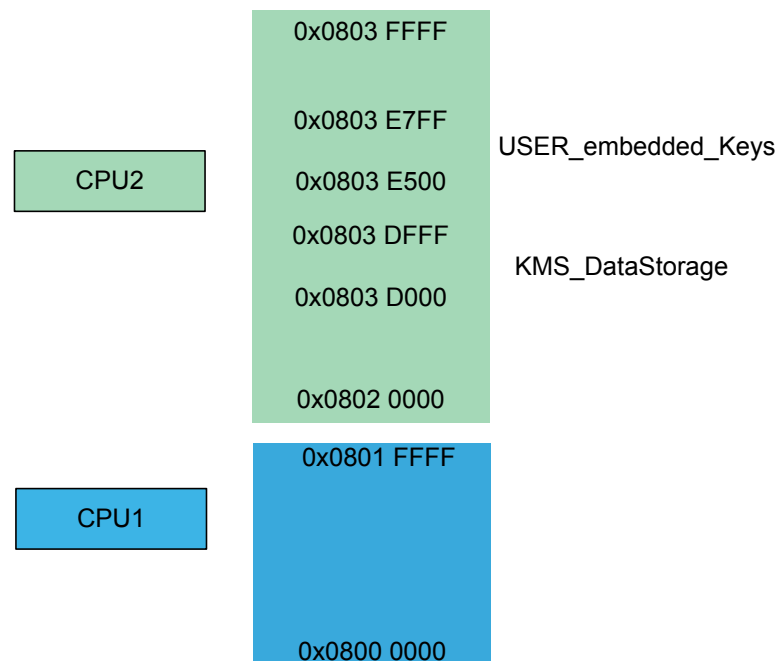 0x0803 FFFF
0x0803 E7FF
USER_embedded_Keys
CPU2
0x0803 E500
0x0803 DFFF
KMS_DataStorage
0x0803 D000
0x0802 0000
0x0801 FFFF
CPU1
0x0800 0000